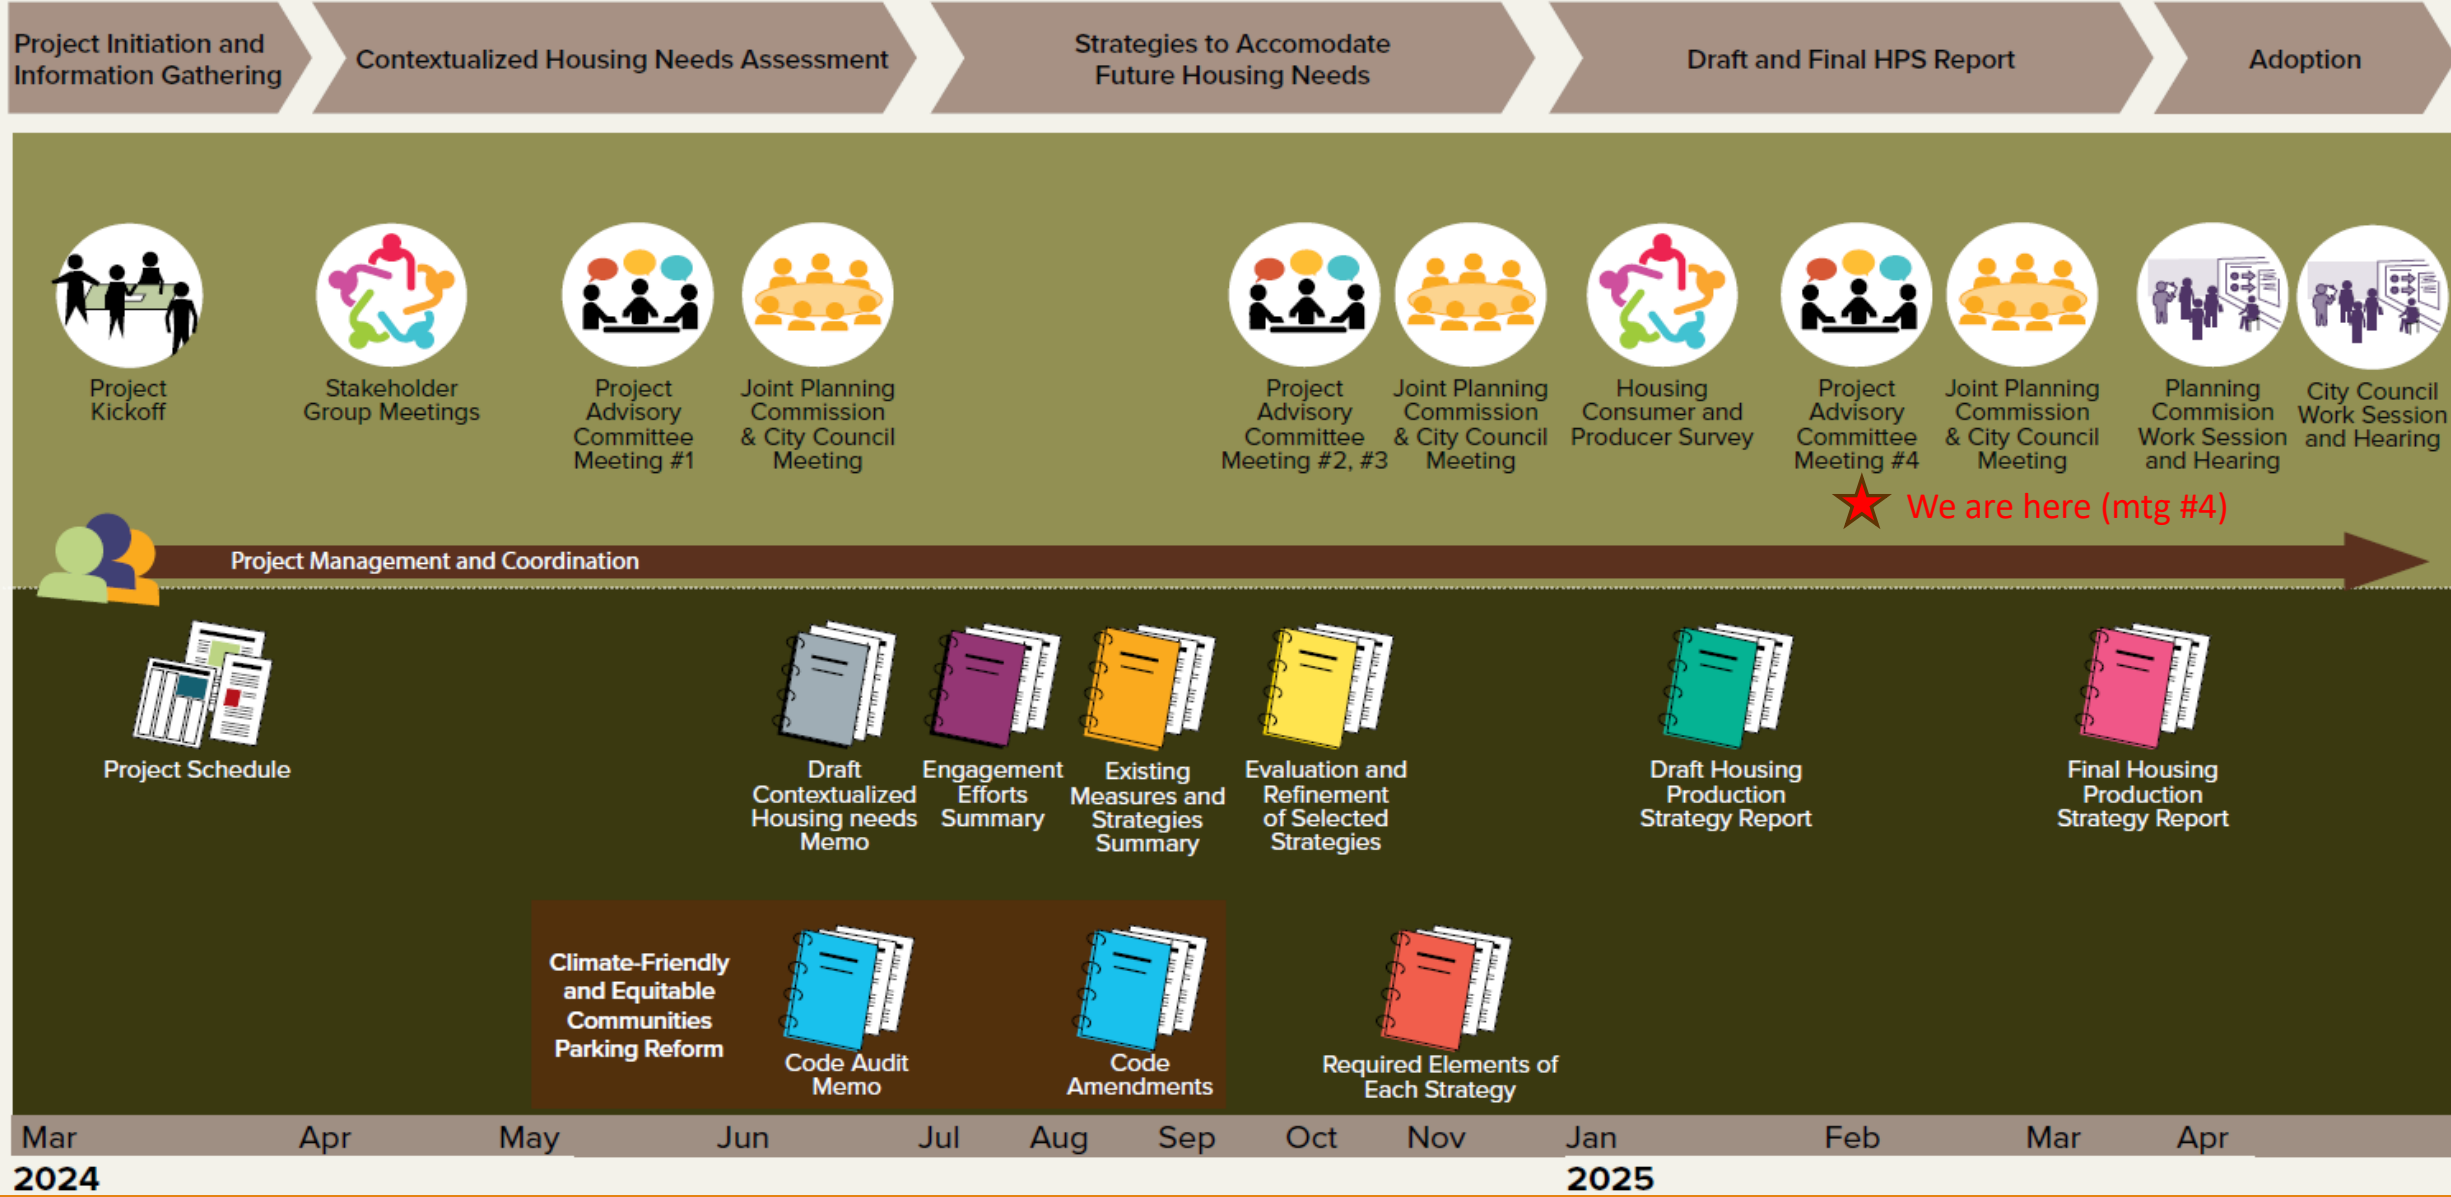 Project Initiation and
Information Gathering
Contextualized Housing Needs Assessment
Strategies to Accomodate
Future Housing Needs
Draft and Final HPS Report
Adoption
Project
Kickoff
Stakeholder
Group Meetings
Project
Advisory
Committee
Meeting #1
Joint Planning
Commission
& City Council
Meeting
Project
Advisory
Committee
Meeting #2, #3
Joint Planning
Commission
& City Council
Meeting
Housing
Consumer and
Producer Survey
Project
Advisory
Committee
Meeting #4
Joint Planning
Commission
& City Council
Meeting
Planning
Commision
Work Session
and Hearing
City Council
Work Session
and Hearing
We are here (mtg #4)
Project Management and Coordination
Project Schedule
Draft
Contextualized
Housing needs
Memo
Engagement
Efforts
Summary
Existing
Measures and
Strategies
Summary
Evaluation and
Refinement
of Selected
Strategies
Draft Housing
Production
Strategy Report
Final Housing
Production
Strategy Report
Climate-Friendly
and Equitable
Communities
Parking Reform
Code Audit
Memo
Code
Amendments
Required Elements of
Each Strategy
Mar Apr May Jun Jul Aug Sep Oct Nov Jan Feb Mar Apr
2024 2025